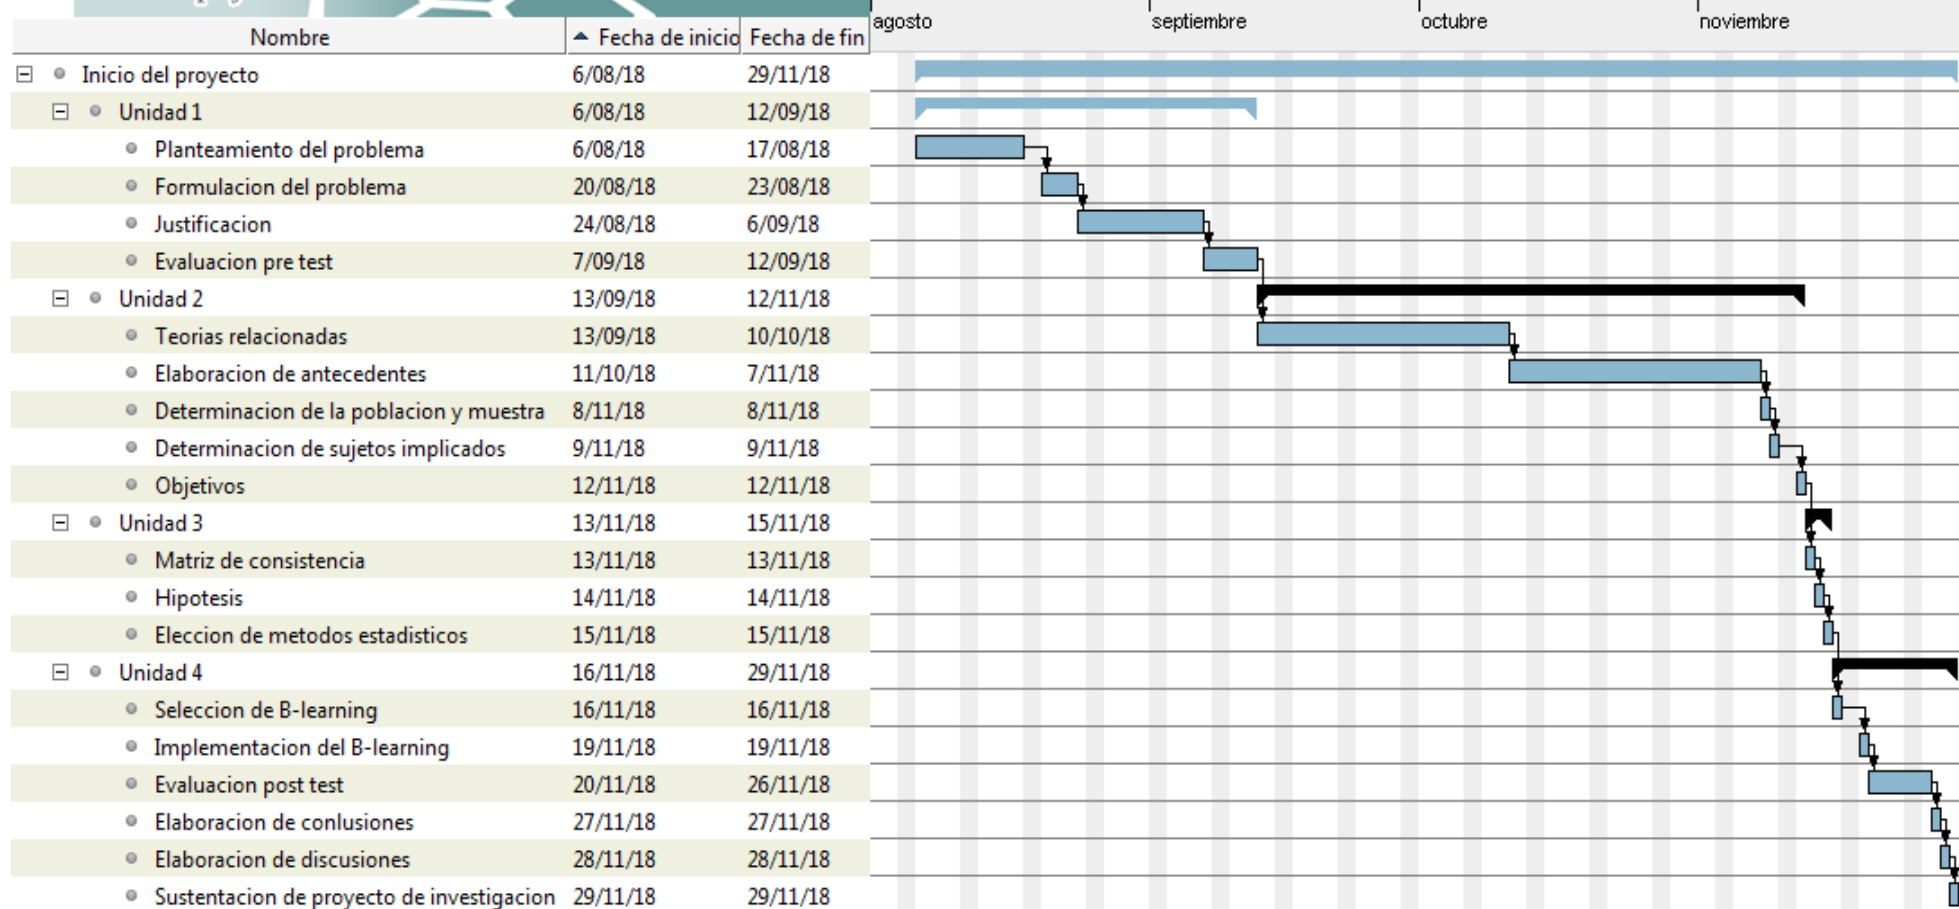 agosto septiembre octubre noviembre
Nombre Fecha de inicio Fecha de fin
Inicio del proyecto 6/08/18 29/11/18
Unidad 1 6/08/18 12/09/18
Planteamiento del problema 6/08/18 17/08/18
Formulacion del problema 20/08/18 23/08/18
Justificacion 24/08/18 6/09/18
Evaluacion pre test 7/09/18 12/09/18
Unidad 2 13/09/18 12/11/18
Teorias relacionadas 13/09/18 10/10/18
Elaboracion de antecedentes 11/10/18 7/11/18
Determinacion de la poblacion y muestra 8/11/18 8/11/18
Determinacion de sujetos implicados 9/11/18 9/11/18
Objetivos 12/11/18 12/11/18
Unidad 3 13/11/18 15/11/18
Matriz de consistencia 13/11/18 13/11/18
Hipotesis 14/11/18 14/11/18
Eleccion de metodos estadisticos 15/11/18 15/11/18
Unidad 4 16/11/18 29/11/18
Seleccion de B-learning 16/11/18 16/11/18
Implementacion del B-learning 19/11/18 19/11/18
Evaluacion post test 20/11/18 26/11/18
Elaboracion de conlusiones 27/11/18 27/11/18
Elaboracion de discusiones 28/11/18 28/11/18
Sustentacion de proyecto de investigacion 29/11/18 29/11/18